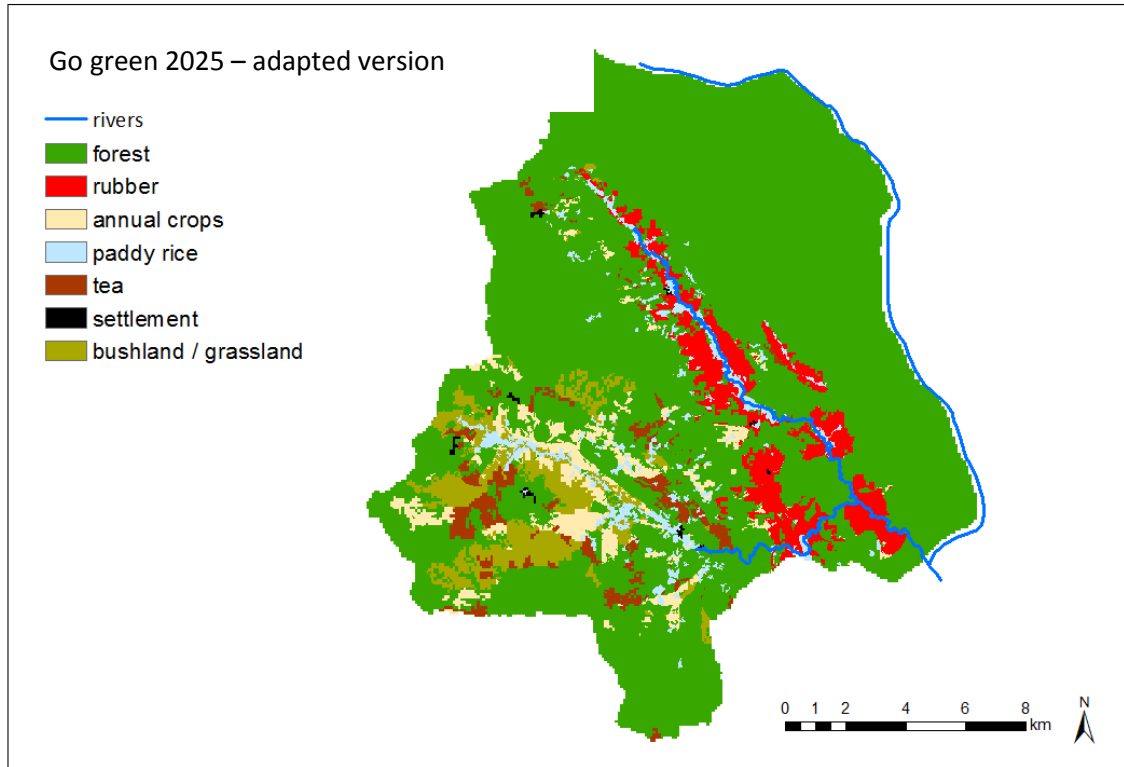 Go green 2025 – adapted version
rivers
forest
rubber
annual crops
paddy rice
tea
settlement
bushland / grassland
0 1 2 4 6 8
km
N